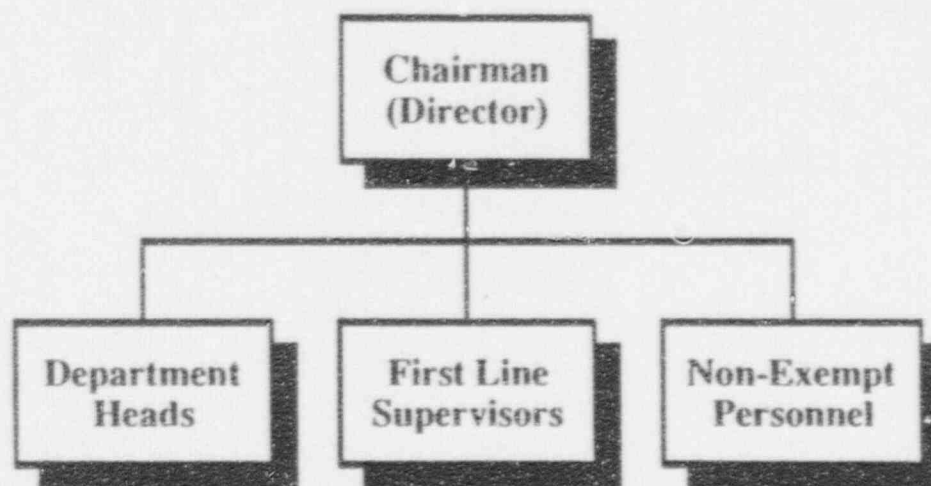 Chairman
(Director)
Department
Heads
First Line
Supervisors
Non-Exempt
Personnel